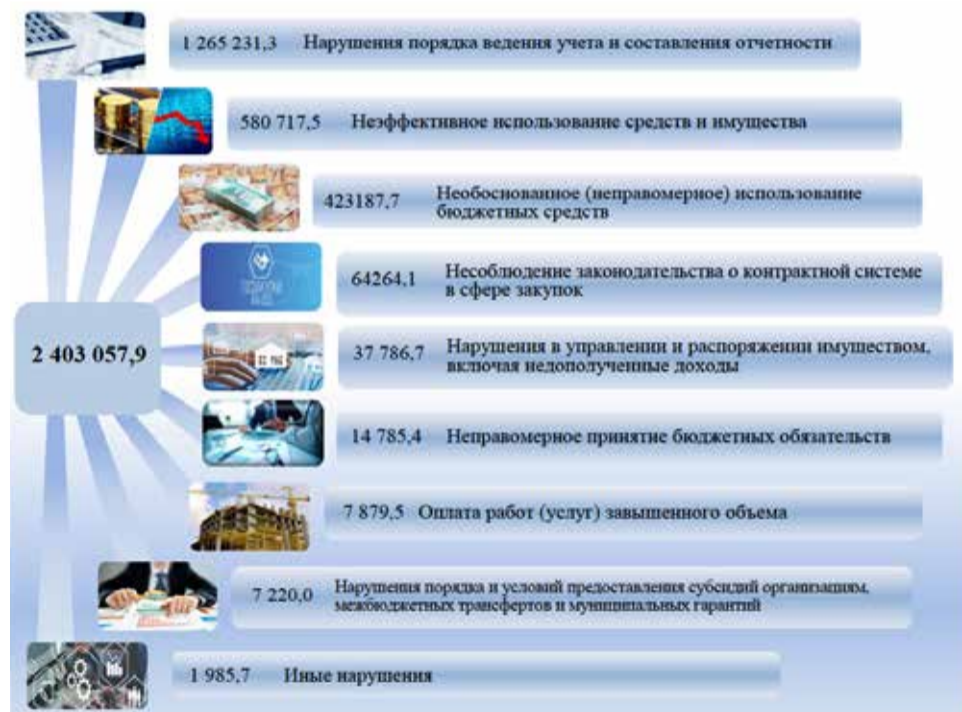 1 265 231,3 Нарушения порядка ведения учета и составления отчетности
580 717,5 Неэффективное использование средств и имущества
423187,7 Необоснованное (неправомерное) использование
бюджетных средств
64264,1 Несоблюдение законодательства о контрактной системе
в сфере закупок
2 403 057,9
37 786,7 Нарушения в управлении и распоряжении имуществом,
включая недополученные доходы
14 785,4 Неправомерное принятие бюджетных обязательств
7 879,5 Оплата работ (услуг) завышенного объема
7 220,0 Нарушения порядка и условий предоставления субсидий организациям,
межбюджетных трансфертов и муниципальных гарантий
1 985,7 Иные нарушения